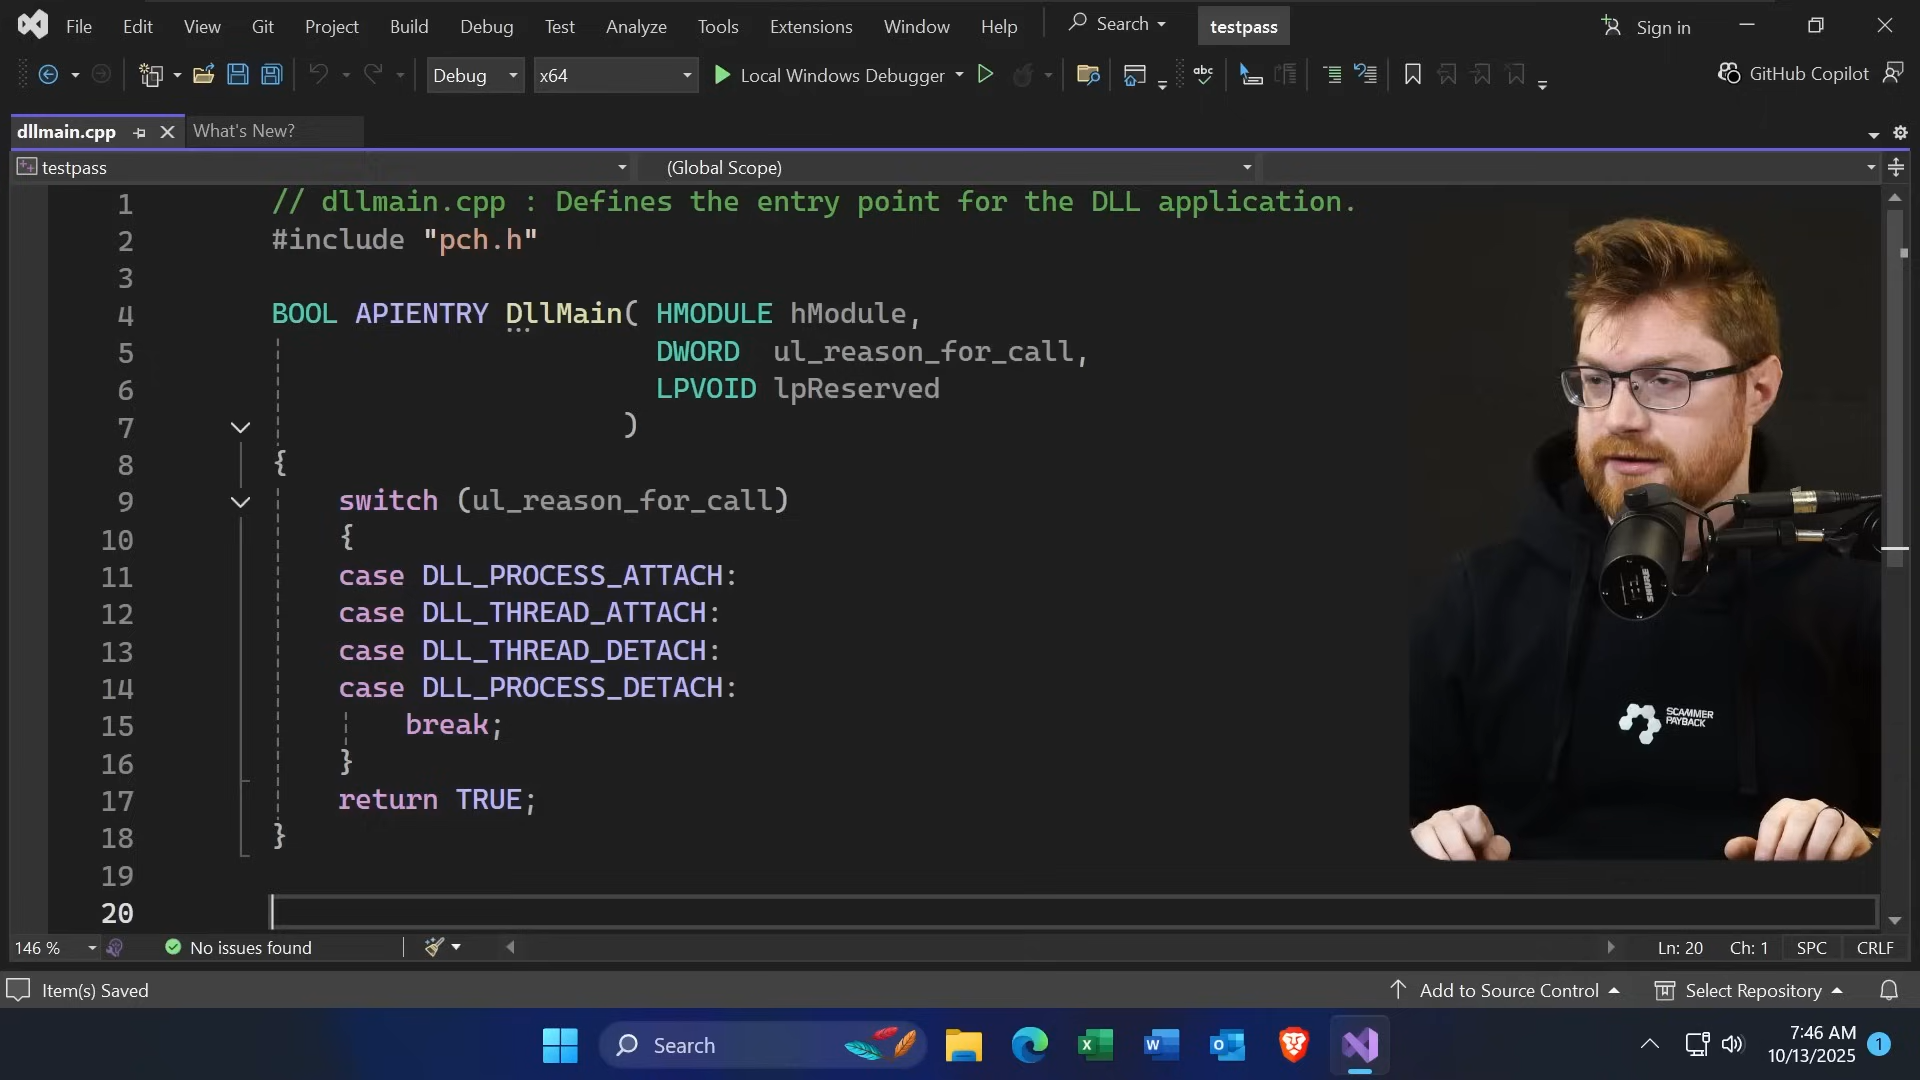 File Edit View Git Project Build Debug Test Analyze Tools Extensions Window Help Search testpass Sign in
Debug x64 Local Windows Debugger abc GitHub Copilot
dllmain.cpp What's New?
testpass (Global Scope)
1 // dllmain.cpp : Defines the entry point for the DLL application.
2 #include "pch.h"
3
4 BOOL APIENTRY DllMain( HMODULE hModule,
5 DWORD ul_reason_for_call,
6 LPVOID lpReserved
7 )
8 {
9 switch (ul_reason_for_call)
10 {
11 case DLL_PROCESS_ATTACH:
12 case DLL_THREAD_ATTACH:
13 case DLL_THREAD_DETACH:
14 case DLL_PROCESS_DETACH:
15 break;
16 }
17 return TRUE;
18 }
19
20
SHURE
SCAMMER
PAYBACK
146 % No issues found Ln: 20 Ch: 1 SPC CRLF
Item(s) Saved Add to Source Control Select Repository
Search 7:46 AM
10/13/2025 1